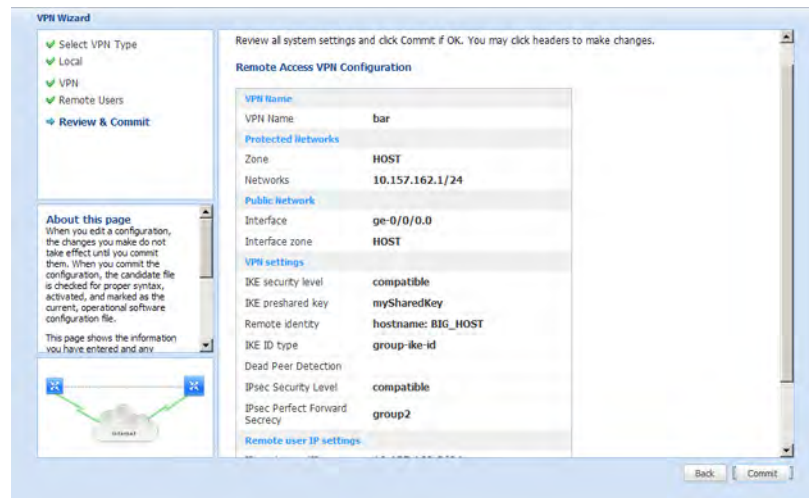 VPN Wizard
Select VPN Type
Local
VPN
Remote Users
Review & Commit
About this page
When you edit a configuration,
the changes you make do not
take effect until you commit
them. When you commit the
configuration, the candidate file
is checked for proper syntax,
activated, and marked as the
current, operational software
configuration file.
This page shows the information
you have entered and any
Internet
Review all system settings and click Commit if OK. You may click headers to make changes.
Remote Access VPN Configuration
VPN Name
VPN Name bar
Protected Networks
Zone HOST
Networks 10.157.162.1/24
Public Network
Interface ge-0/0/0.0
Interface zone HOST
VPN settings
IKE security level compatible
IKE preshared key mySharedKey
Remote identity hostname: BIG_HOST
IKE ID type group-ike-id
Dead Peer Detection
IPsec Security Level compatible
IPsec Perfect Forward
Secrecy group2
Remote user IP settings
Back
Commit